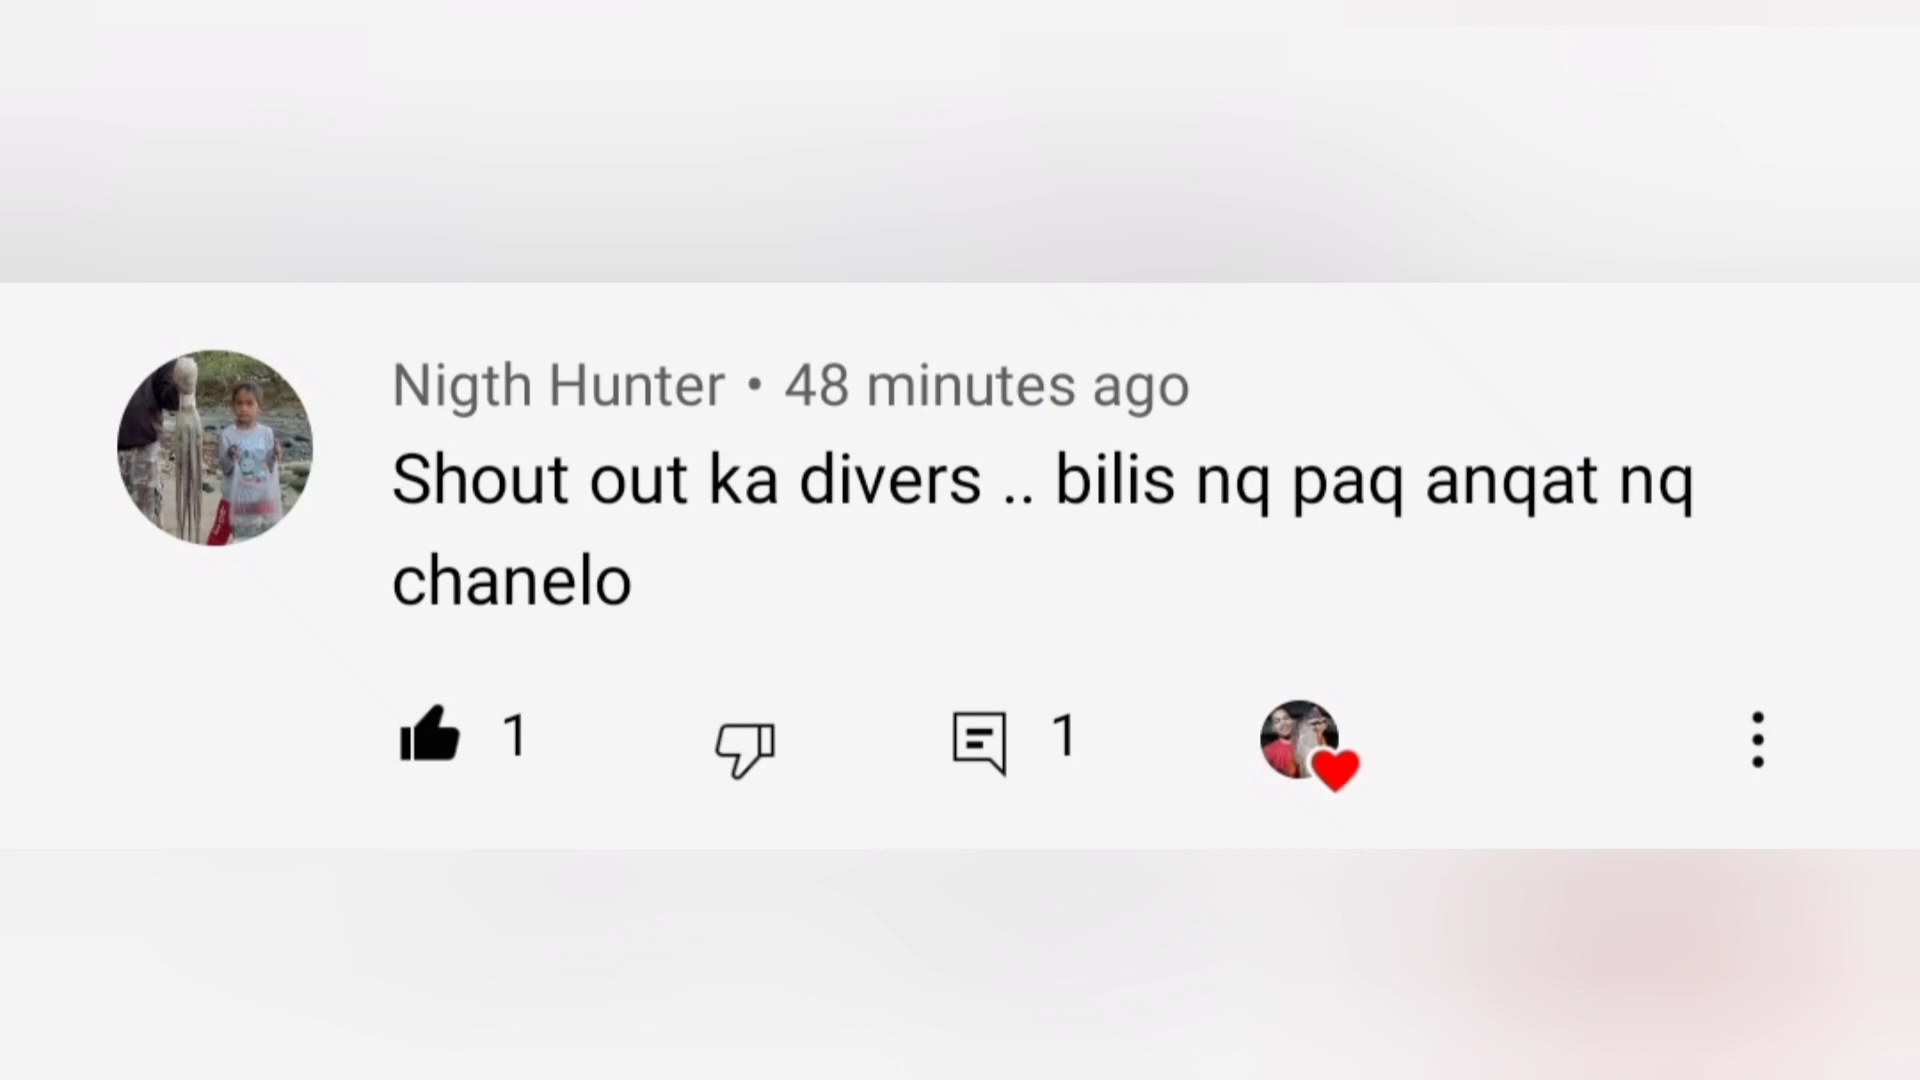 Nigth Hunter • 48 minutes ago
Shout out ka divers .. bilis nq paq anqat nq
chanelo
1
1